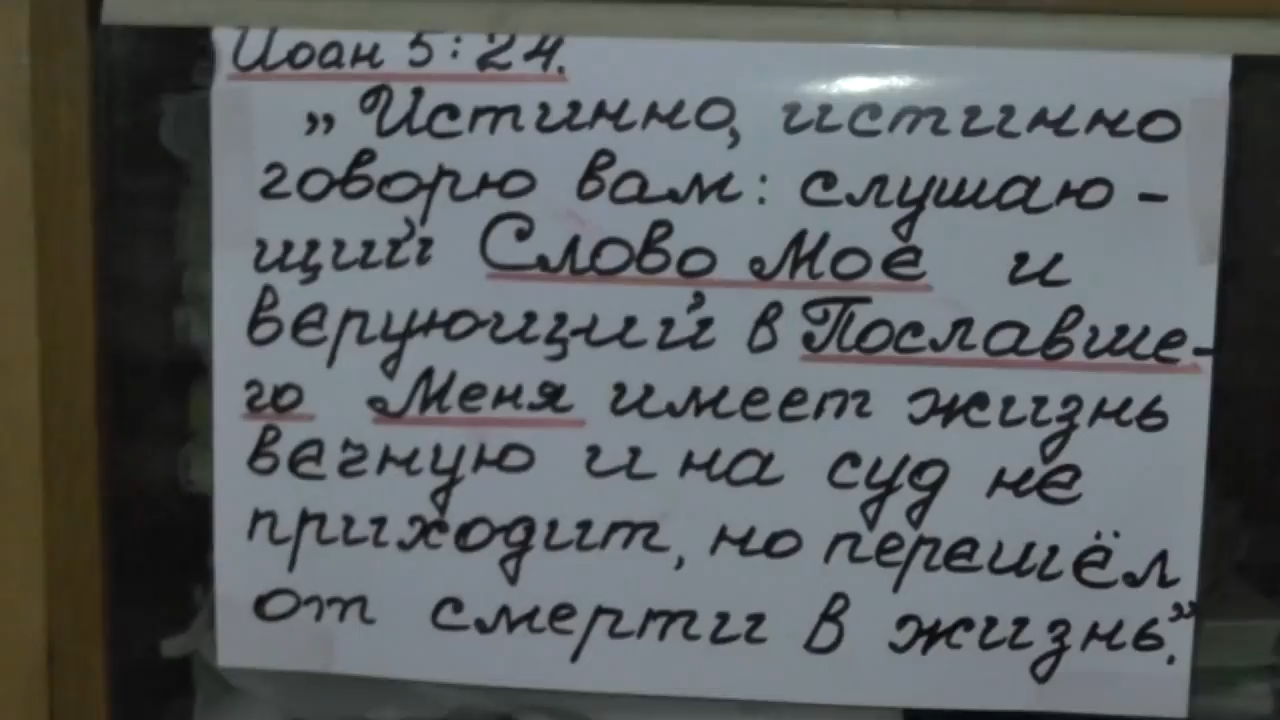 Иоан 5:24.
„Истинно, истинно
говорю вам: слушаю-
щий Слово Мое и
верующий в Пославше-
го Меня имеет жизнь
вечную и на суд не
приходит, но перешёл
от смерти в жизнь.”